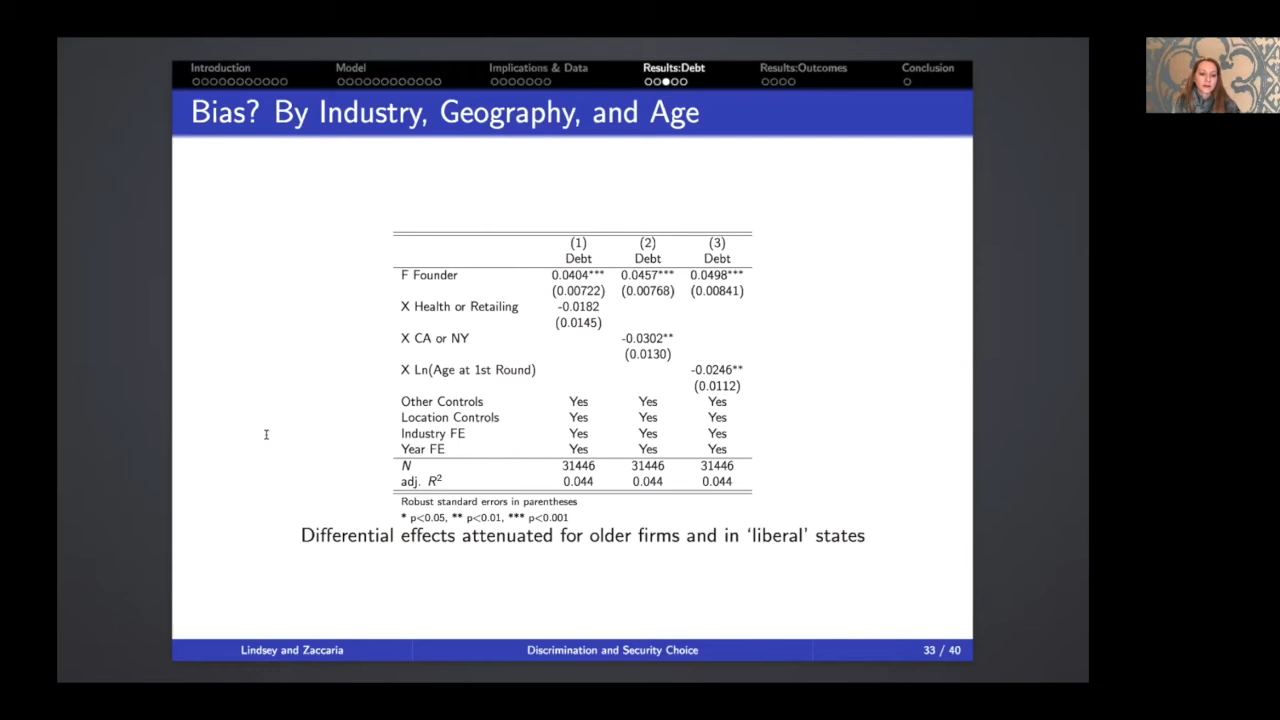 Introduction Model Implications & Data Results:Debt Results:Outcomes Conclusion
Bias? By Industry, Geography, and Age
(1) (2) (3)
Debt Debt Debt
F Founder 0.0404*** 0.0457*** 0.0498***
(0.00722) (0.00768) (0.00841)
X Health or Retailing -0.0182
(0.0145)
X CA or NY -0.0302**
(0.0130)
X Ln(Age at 1st Round) -0.0246**
(0.0112)
Other Controls Yes Yes Yes
Location Controls Yes Yes Yes
Industry FE Yes Yes Yes
Year FE Yes Yes Yes
N 31446 31446 31446
adj. R² 0.044 0.044 0.044
Robust standard errors in parentheses
* p<0.05, ** p<0.01, *** p<0.001
Differential effects attenuated for older firms and in ‘liberal’ states
Lindsey and Zaccaria Discrimination and Security Choice 33 / 40